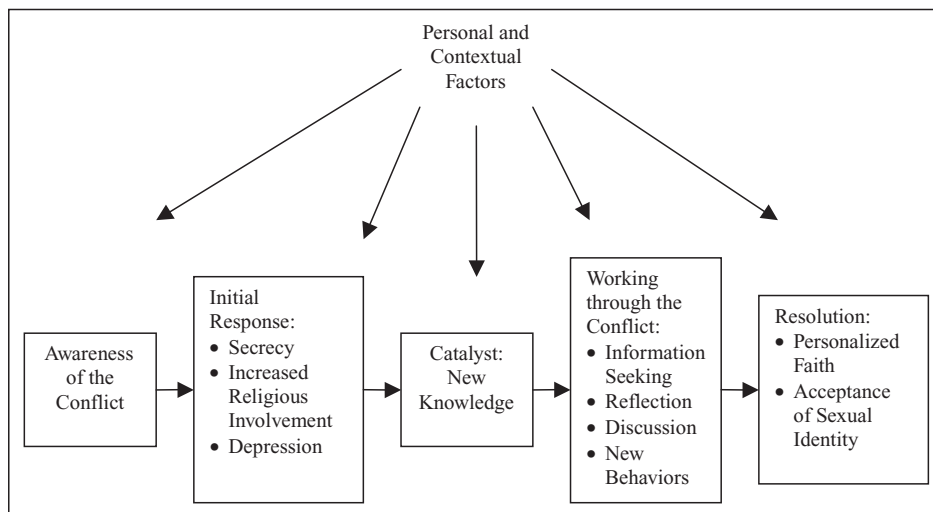 Personal and
Contextual
Factors
Awareness
of the
Conflict
Initial
Response:
• Secrecy
• Increased
Religious
Involvement
• Depression
Catalyst:
New
Knowledge
Working
through the
Conflict:
• Information
Seeking
• Reflection
• Discussion
• New
Behaviors
Resolution:
• Personalized
Faith
• Acceptance
of Sexual
Identity